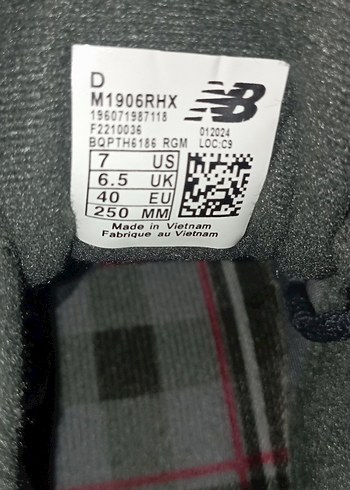 D
M1906RHX
196071987118
F2210036 012024
BQPTH6186 RGM LOC:C9
7 US
6.5 UK
40 EU
250 MM
Made in Vietnam
Fabriqué au Vietnam
NB